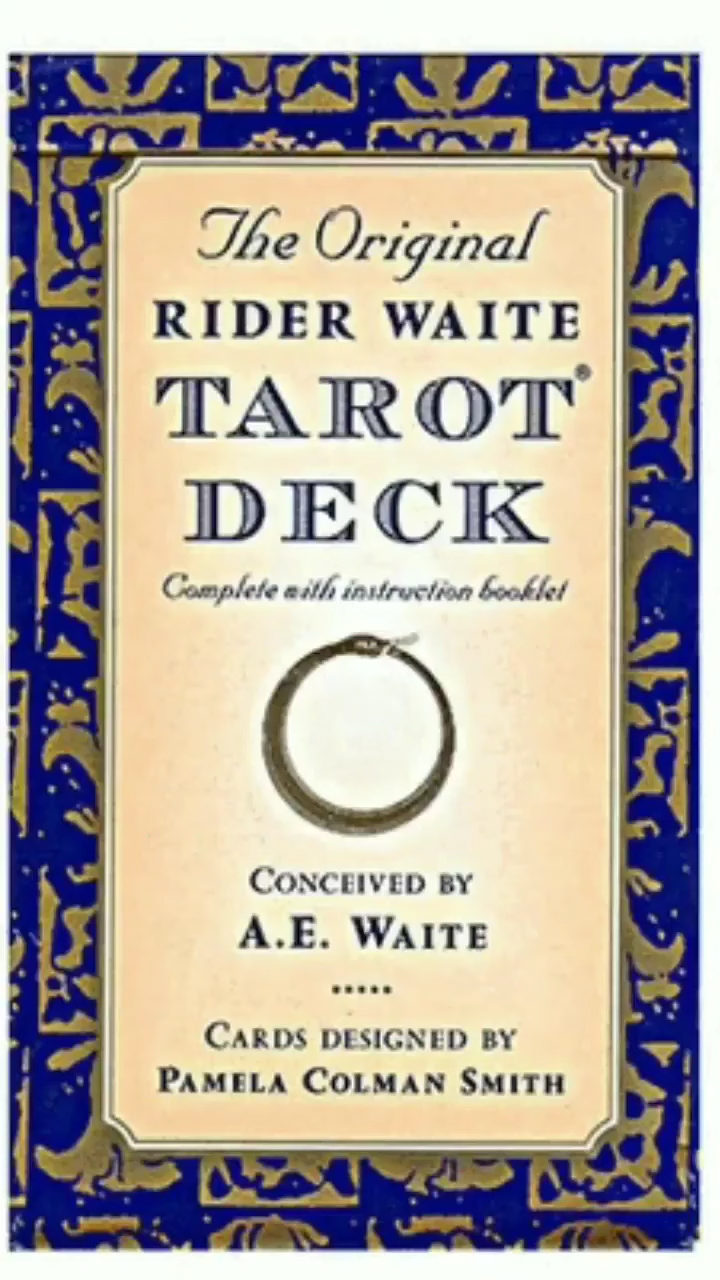 The Original
RIDER WAITE
TAROT®
DECK
Complete with instruction booklet
CONCEIVED BY
A.E. WAITE
•••••
CARDS DESIGNED BY
PAMELA COLMAN SMITH